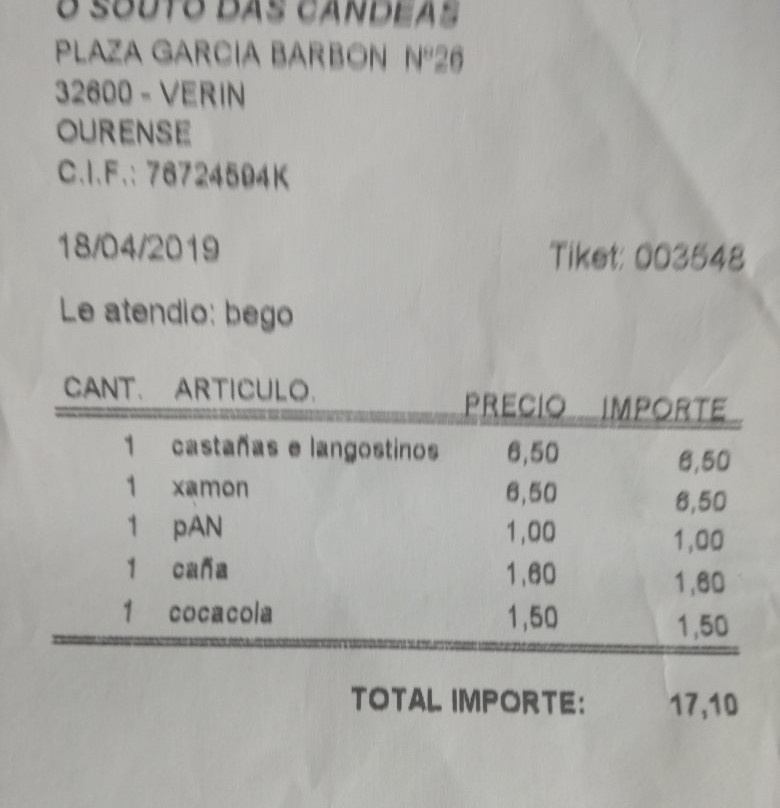 O SOUTO DAS CANDEAS
PLAZA GARCIA BARBON Nº26
32600 - VERIN
OURENSE
C.I.F.: 76724504K
18/04/2019 Tiket: 003548
Le atendio: bego
CANT. ARTICULO. PRECIO IMPORTE
1 castañas e langostinos 6,50 6,50
1 xamon 6,50 6,50
1 pAN 1,00 1,00
1 caña 1,60 1,60
1 cocacola 1,50 1,50
TOTAL IMPORTE: 17,10